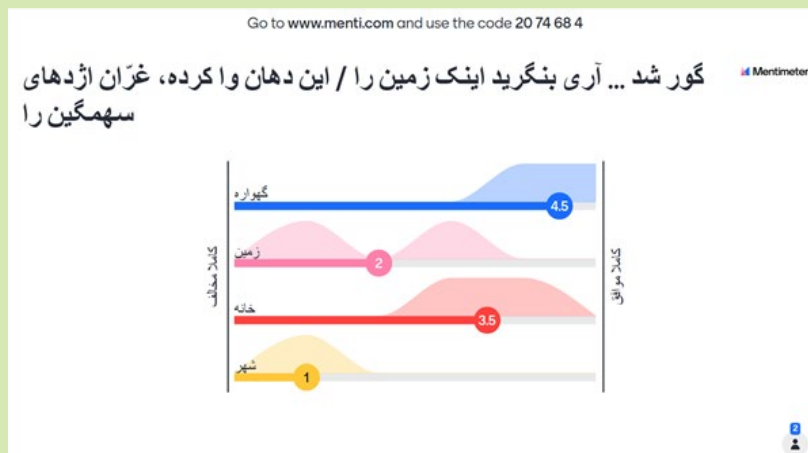 Go to www.menti.com and use the code 20 74 68 4
Mentimeter
گور شد ... آری بنگرید اینک زمین را / این دهان وا کرده، غرّان اژدهای
سهمگین را
گهواره
4.5
زمین
2
خانه
3.5
شهر
1
کاملا مخالف
کاملا موافق
2